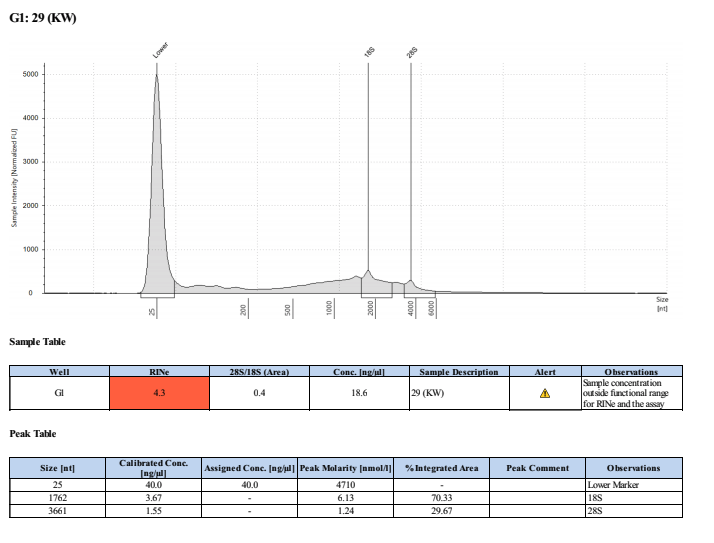 G1: 29 (KW)
Lower
18S
28S
Sample Intensity [Normalized FU]
5000
4000
3000
2000
1000
0
25
200
500
1000
2000
4000
6000
Size
[nt]
Sample Table
Well RINe 28S/18S (Area) Conc. [ng/µl] Sample Description Alert Observations
G1 4.3 0.4 18.6 29 (KW) Sample concentration
outside functional range
for RINe and the assay
Peak Table
Size [nt] Calibrated Conc. [ng/µl] Assigned Conc. [ng/µl] Peak Molarity [nmol/l] % Integrated Area Peak Comment Observations
25 40.0 40.0 4710 - Lower Marker
1762 3.67 - 6.13 70.33 18S
3661 1.55 - 1.24 29.67 28S